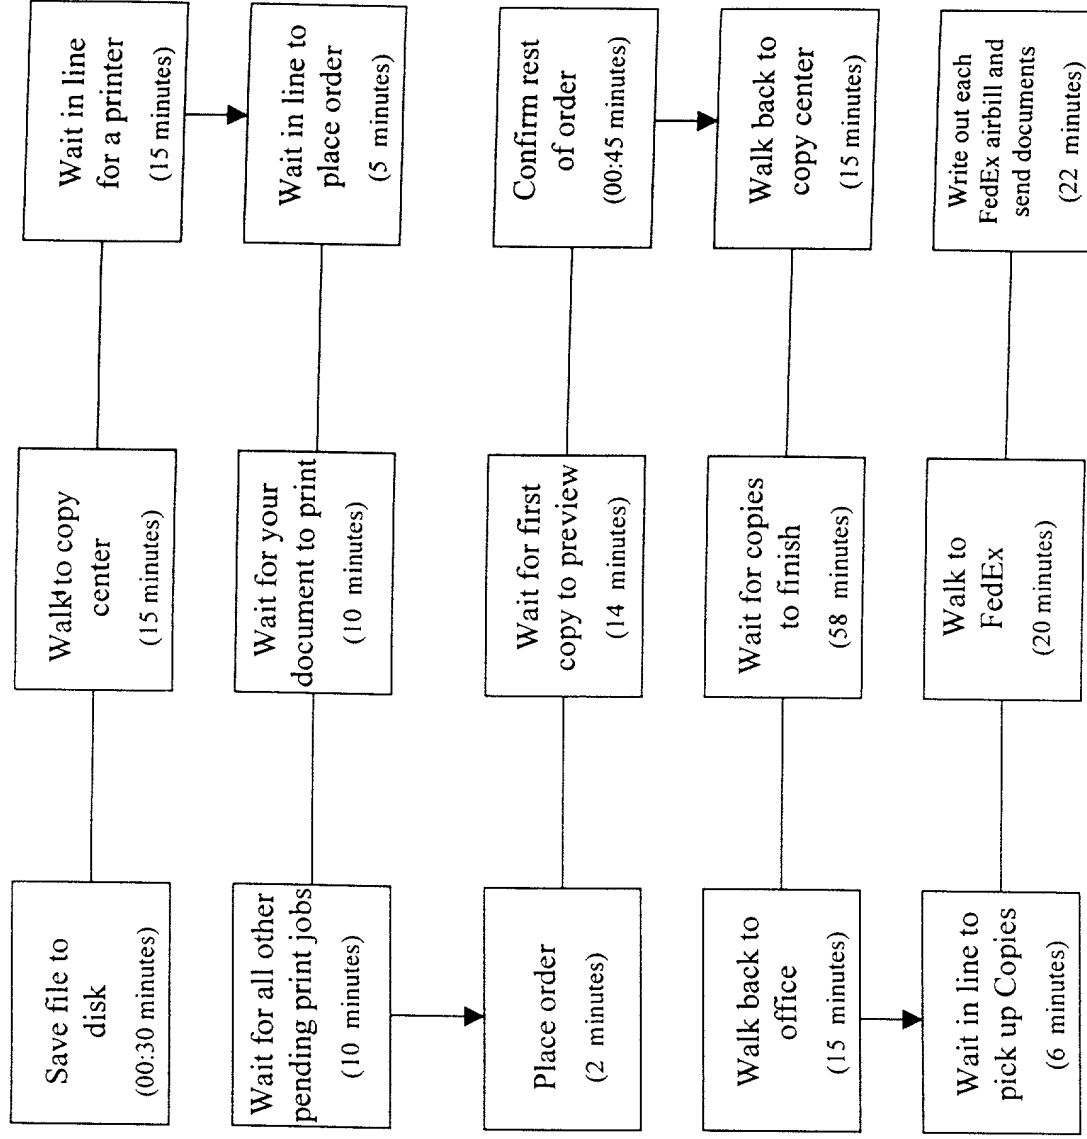 Save file to
disk
(00:30 minutes)
Walk to copy
center
(15 minutes)
Wait in line
for a printer
(15 minutes)
Wait for all other
pending print jobs
(10 minutes)
Wait for your
document to print
(10 minutes)
Wait in line to
place order
(5 minutes)
Place order
(2 minutes)
Wait for first
copy to preview
(14 minutes)
Confirm rest
of order
(00:45 minutes)
Walk back to
office
(15 minutes)
Wait for copies
to finish
(58 minutes)
Walk back to
copy center
(15 minutes)
Wait in line to
pick up Copies
(6 minutes)
Walk to
FedEx
(20 minutes)
Write out each
FedEx airbill and
send documents
(22 minutes)